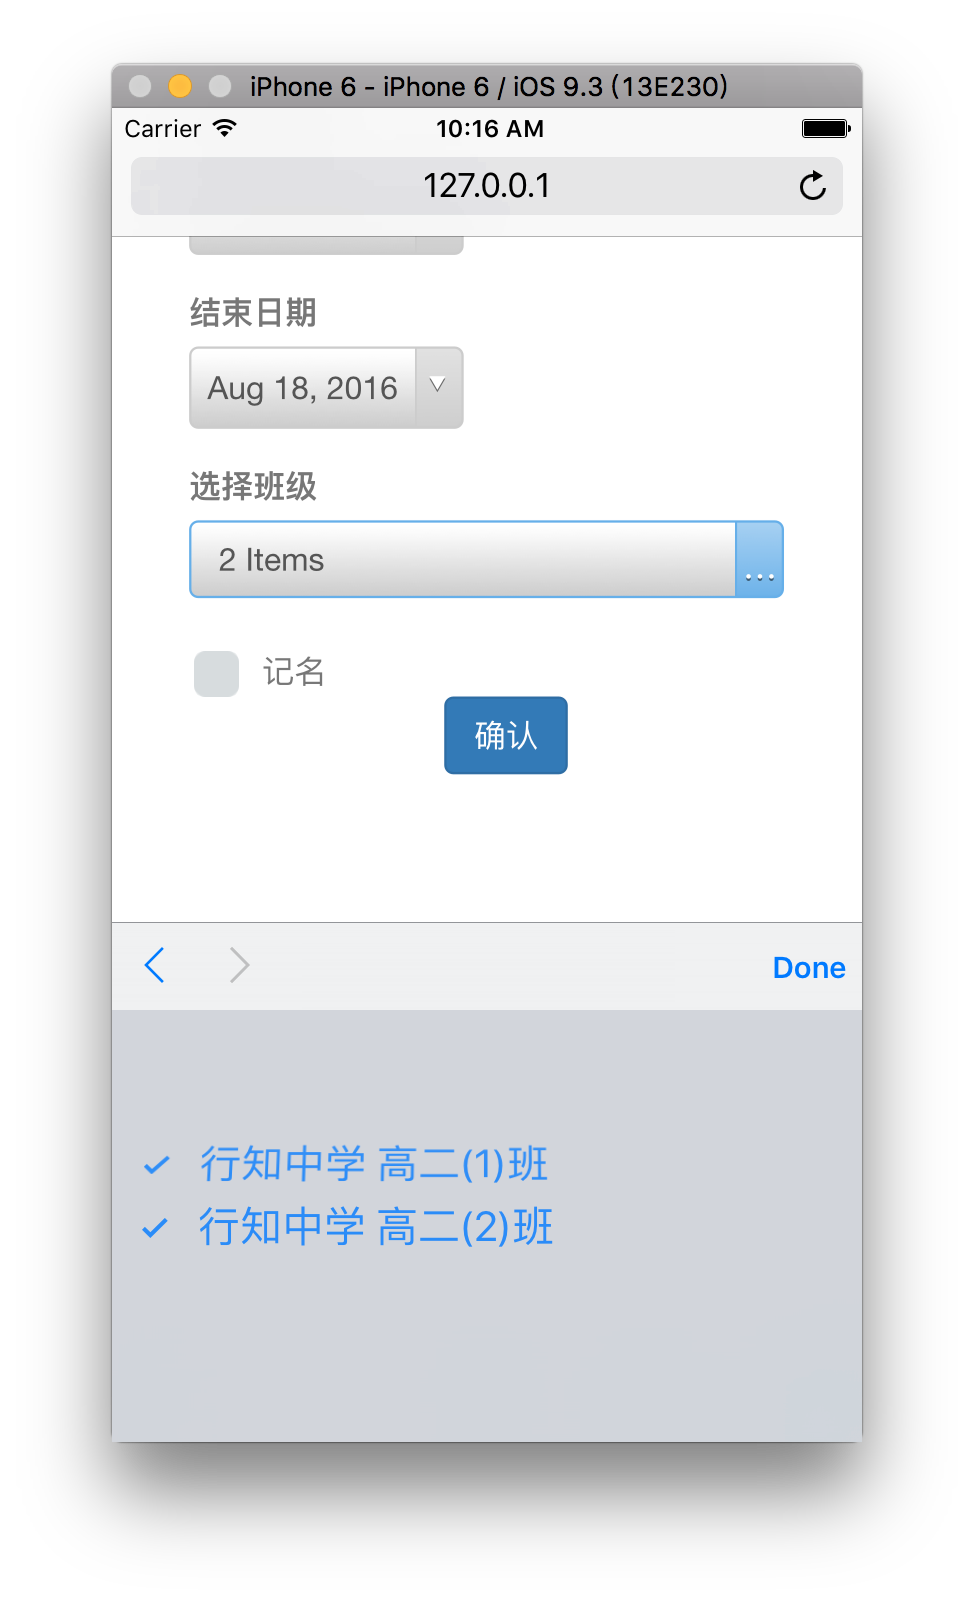 iPhone 6 - iPhone 6 / iOS 9.3 (13E230)
Carrier 10:16 AM
127.0.0.1
结束日期
Aug 18, 2016
选择班级
2 Items
...
记名
确认
Done
行知中学 高二(1)班
行知中学 高二(2)班